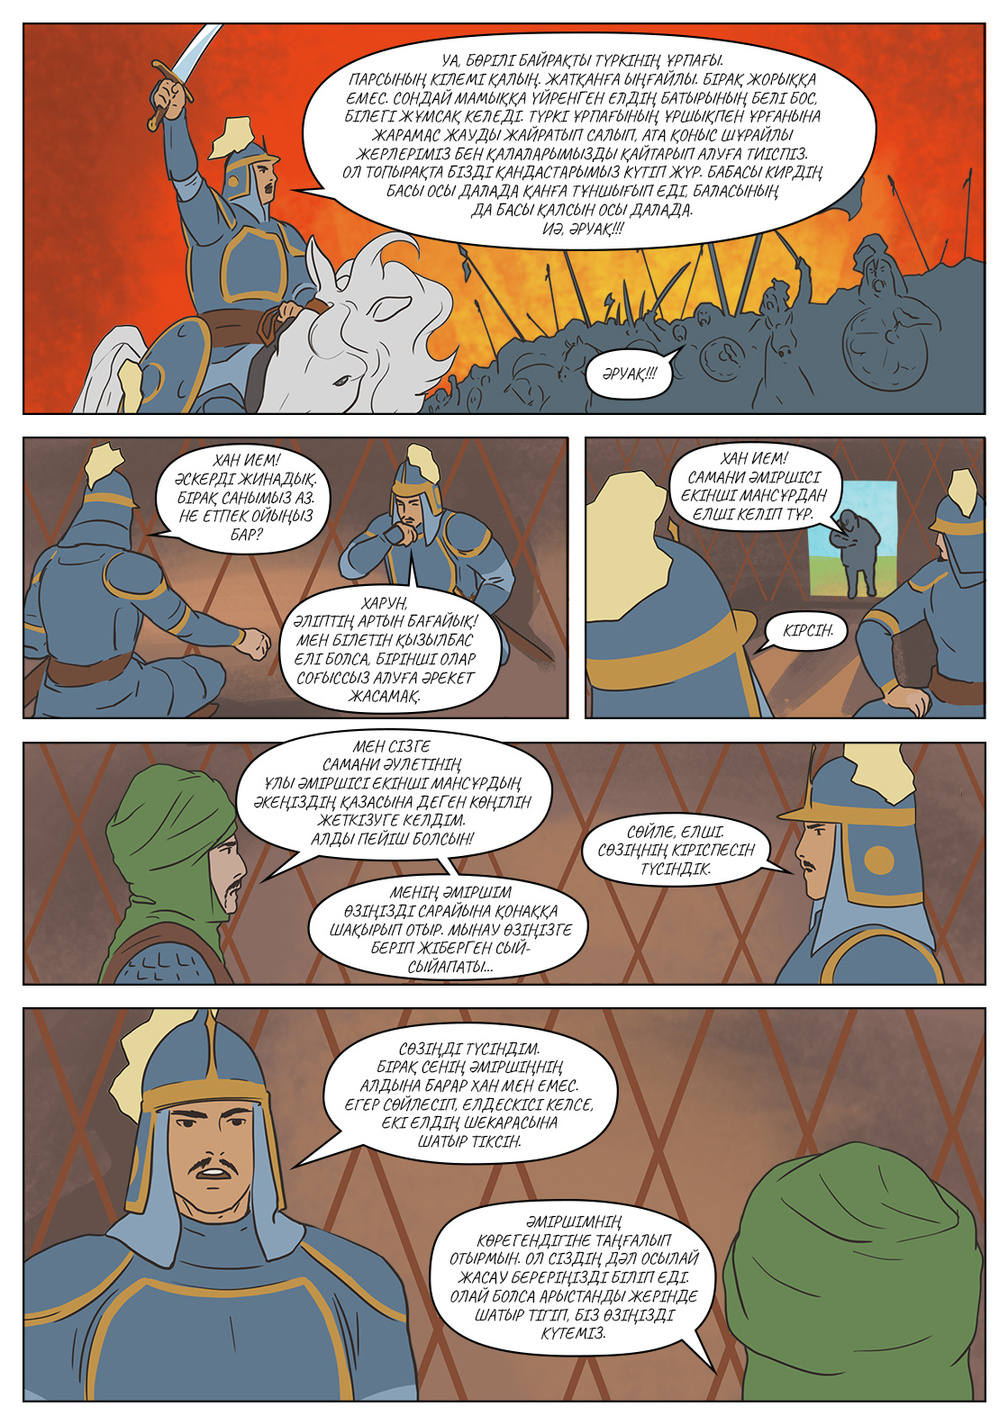 УА, БӨРІЛІ БАЙРАҚТЫ ТҮРКІНІҢ ҰРПАҒЫ.
ПАРСЫНЫҢ КІЛЕМІ ҚАЛЫҢ. ЖАТҚАНҒА ЫҢҒАЙЛЫ. БІРАҚ ЖОРЫҚҚА
ЕМЕС. СОНДАЙ МАМЫҚҚА ҮЙРЕНГЕН ЕЛДІҢ БАТЫРЫНЫҢ БЕЛІ БОС,
БІЛЕГІ ЖҰМСАҚ КЕЛЕДІ. ТҮРКІ ҰРПАҒЫНЫҢ ҰРШЫҚПЕН ҰРҒАНЫНА
ЖАРАМАС ЖАУДЫ ЖАЙРАТЫП САЛЫП, АТА ҚОНЫС ШҰРАЙЛЫ
ЖЕРЛЕРІМІЗ БЕН ҚАЛАЛАРЫМЫЗДЫ ҚАЙТАРЫП АЛУҒА ТИІСПІЗ.
ОЛ ТОПЫРАҚТА БІЗДІ ҚАНДАСТАРЫМЫЗ КҮТІП ЖҮР. БАБАСЫ КИРДІҢ
БАСЫ ОСЫ ДАЛАДА ҚАНҒА ТҰНШЫҒЫП ЕДІ. БАЛАСЫНЫҢ
ДА БАСЫ ҚАЛСЫН ОСЫ ДАЛАДА.
ИӘ, ӘРУАҚ!!!
ӘРУАҚ!!!
ХАН ИЕМ!
ӘСКЕРДІ ЖИНАДЫҚ.
БІРАҚ САНЫМЫЗ АЗ.
НЕ ЕТПЕК ОЙЫҢЫЗ
БАР?
ХАРУН,
ӘЛІПТІҢ АРТЫН БАҒАЙЫҚ!
МЕН БІЛЕТІН ҚЫЗЫЛБАС
ЕЛІ БОЛСА, БІРІНШІ ОЛАР
СОҒЫССЫЗ АЛУҒА ӘРЕКЕТ
ЖАСАМАҚ.
ХАН ИЕМ!
САМАНИ ӘМІРШІСІ
ЕКІНШІ МАНСҰРДАН
ЕЛШІ КЕЛІП ТҰР.
КІРСІН.
МЕН СІЗГЕ
САМАНИ ӘУЛЕТІНІҢ
ҰЛЫ ӘМІРШІСІ ЕКІНШІ МАНСҰРДЫҢ
ӘКЕҢІЗДІҢ ҚАЗАСЫНА ДЕГЕН КӨҢІЛІН
ЖЕТКІЗУГЕ КЕЛДІМ.
АЛДЫ ПЕЙІШ БОЛСЫН!
СӨЙЛЕ, ЕЛШІ.
СӨЗІҢНІҢ КІРІСПЕСІН
ТҮСІНДІК.
МЕНІҢ ӘМІРШІМ
ӨЗІҢІЗДІ САРАЙЫНА ҚОНАҚҚА
ШАҚЫРЫП ОТЫР. МЫНАУ ӨЗІҢІЗГЕ
БЕРІП ЖІБЕРГЕН СЫЙ-
СЫЙАПАТЫ...
СӨЗІҢДІ ТҮСІНДІМ.
БІРАҚ СЕНІҢ ӘМІРШІҢНІҢ
АЛДЫНА БАРАР ХАН МЕН ЕМЕС.
ЕГЕР СӨЙЛЕСІП, ЕЛДЕСКІСІ КЕЛСЕ,
ЕКІ ЕЛДІҢ ШЕКАРАСЫНА
ШАТЫР ТІКСІН.
ӘМІРШІМНІҢ
КӨРЕГЕНДІГІНЕ ТАҢҒАЛЫП
ОТЫРМЫН. ОЛ СІЗДІҢ ДӘЛ ОСЫЛАЙ
ЖАСАУ БЕРЕРІҢІЗДІ БІЛІП ЕДІ.
ОЛАЙ БОЛСА АРЫСТАНДЫ ЖЕРІНДЕ
ШАТЫР ТІГІП, БІЗ ӨЗІҢІЗДІ
КҮТЕМІЗ.